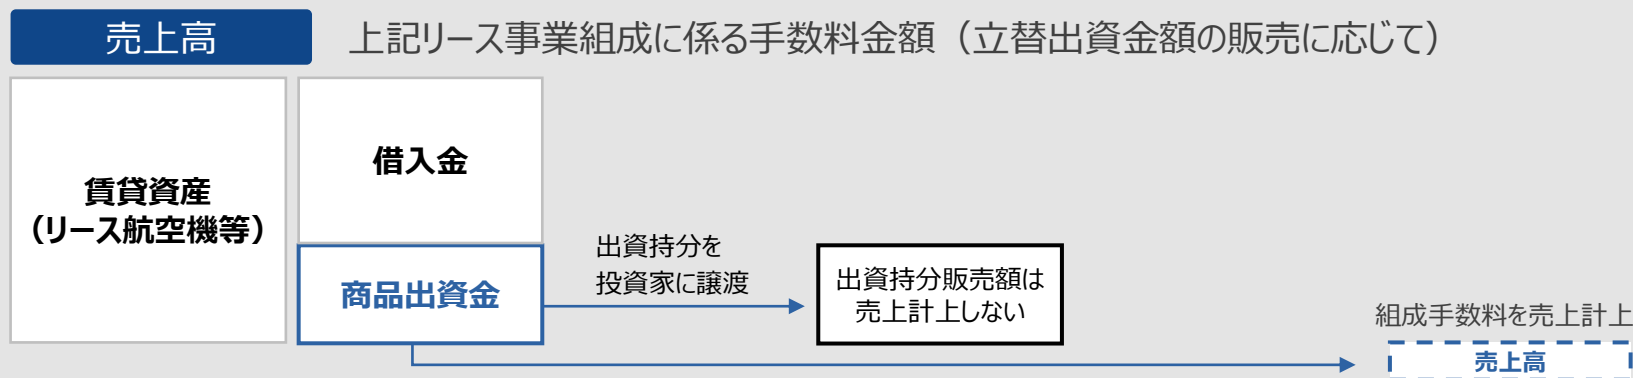 売上高
上記リース事業組成に係る手数料金額（立替出資金額の販売に応じて）
賃貸資産
（リース航空機等）
借入金
商品出資金
出資持分を
投資家に譲渡
出資持分販売額は
売上計上しない
組成手数料を売上計上
売上高